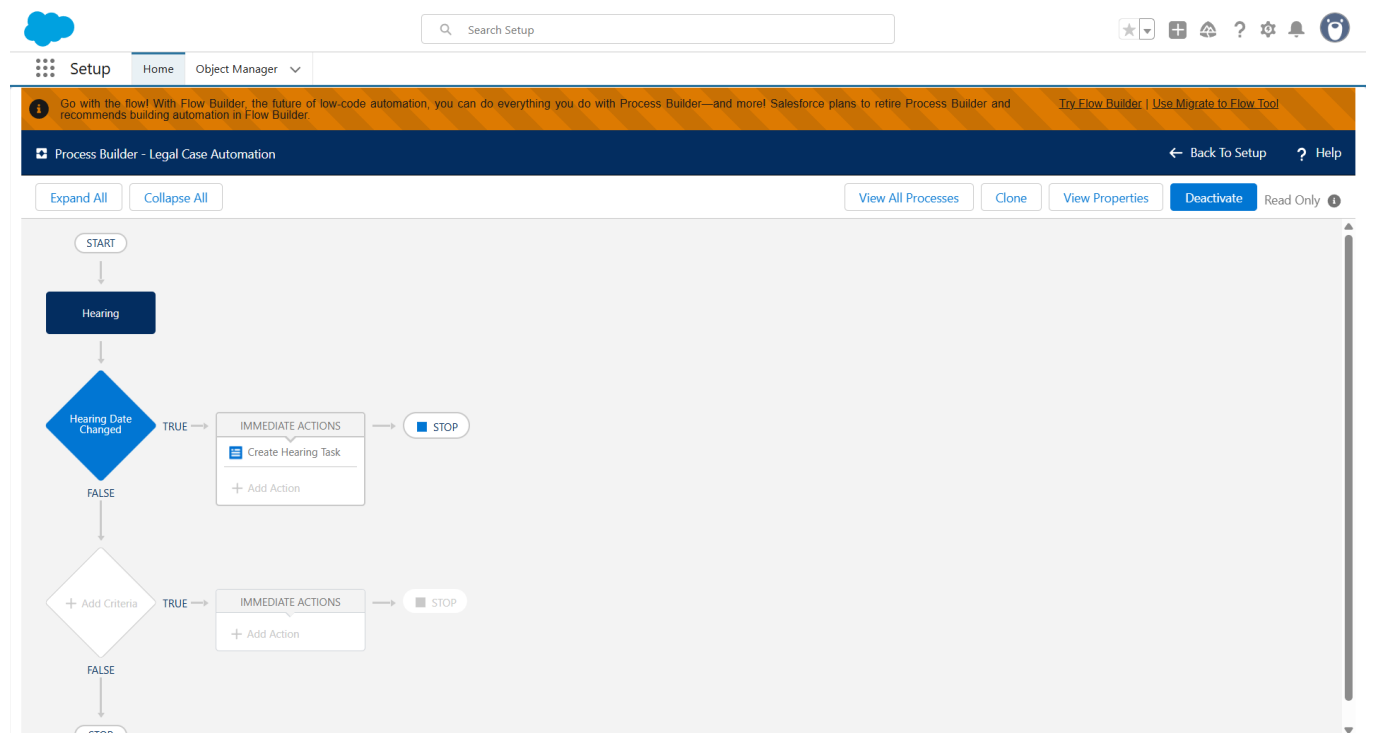 Search Setup
Setup
Home
Object Manager
Go with the flow! With Flow Builder, the future of low-code automation, you can do everything you do with Process Builder—and more! Salesforce plans to retire Process Builder and
recommends building automation in Flow Builder.
Try Flow Builder | Use Migrate to Flow Tool
Process Builder - Legal Case Automation
Back To Setup
? Help
Expand All
Collapse All
View All Processes
Clone
View Properties
Deactivate
Read Only
START
Hearing
Hearing Date
Changed
TRUE
IMMEDIATE ACTIONS
STOP
Create Hearing Task
+ Add Action
FALSE
+ Add Criteria
TRUE
IMMEDIATE ACTIONS
STOP
+ Add Action
FALSE
STOP